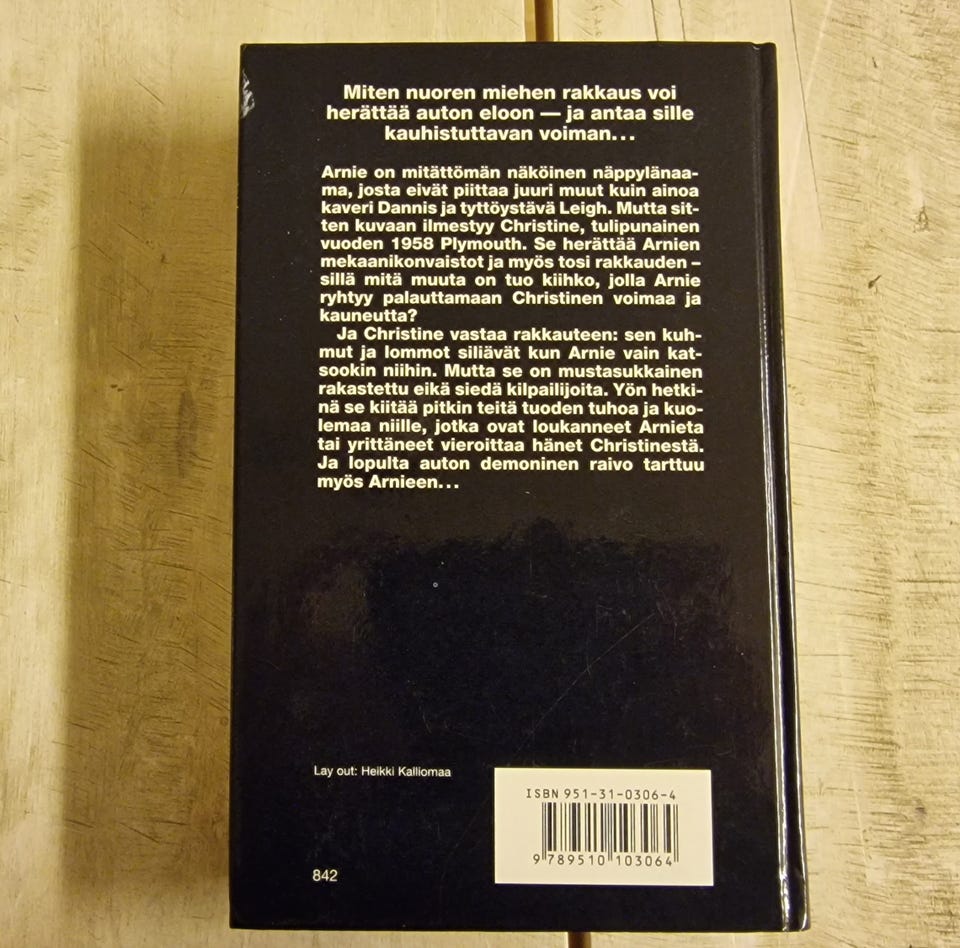 Miten nuoren miehen rakkaus voi
herättää auton eloon — ja antaa sille
kauhistuttavan voiman...
Arnie on mitättömän näköinen näppylänaa-
ma, josta eivät piittaa juuri muut kuin ainoa
kaveri Dannis ja tyttöystävä Leigh. Mutta sit-
ten kuvaan ilmestyy Christine, tulipunainen
vuoden 1958 Plymouth. Se herättää Arnien
mekaanikonvaistot ja myös tosi rakkauden –
sillä mitä muuta on tuo kiihko, jolla Arnie
ryhtyy palauttamaan Christinen voimaa ja
kauneutta?
Ja Christine vastaa rakkauteen: sen kuh-
mut ja lommot siliävät kun Arnie vain kat-
sookin niihin. Mutta se on mustasukkainen
rakastettu eikä siedä kilpailijoita. Yön hetki-
nä se kiitää pitkin teitä tuoden tuhoa ja kuo-
lemaa niille, jotka ovat loukanneet Arnieta
tai yrittäneet vieroittaa hänet Christinestä.
Ja lopulta auton demoninen raivo tarttuu
myös Arnieen...
Lay out: Heikki Kalliomaa
ISBN 951-31-0306-4
9 789510 103064
842